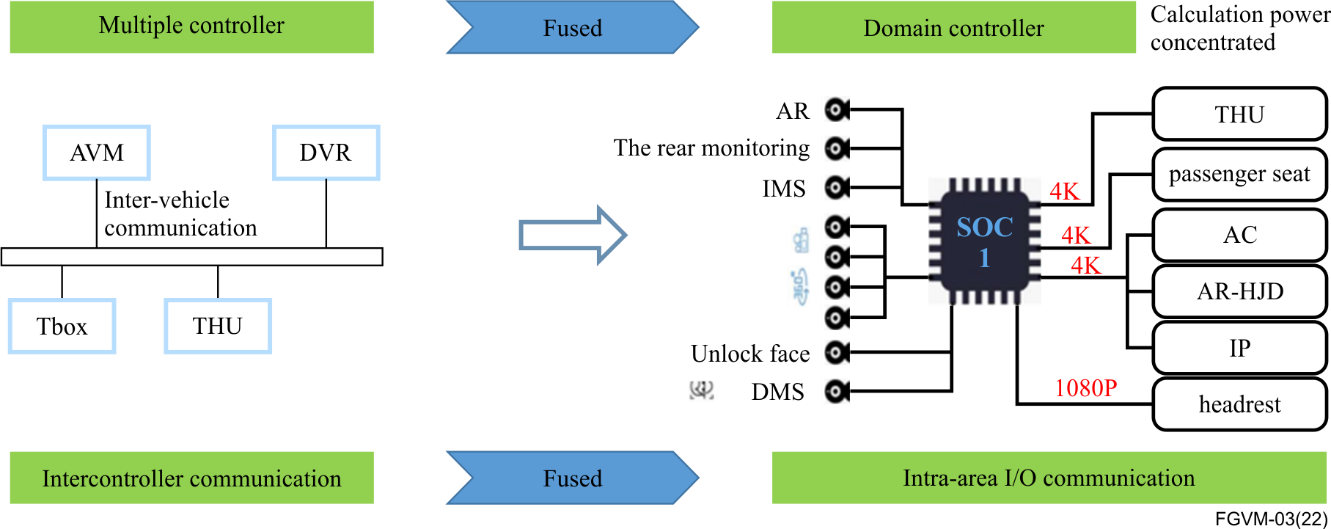 Multiple controller
Fused
Domain controller
Calculation power
concentrated
AVM
DVR
Inter-vehicle
communication
Tbox
THU
AR
The rear monitoring
IMS
360°
Unlock face
DMS
SOC
1
4K
4K
4K
1080P
THU
passenger seat
AC
AR-HJD
IP
headrest
Intercontroller communication
Fused
Intra-area I/O communication
FGVM-03(22)